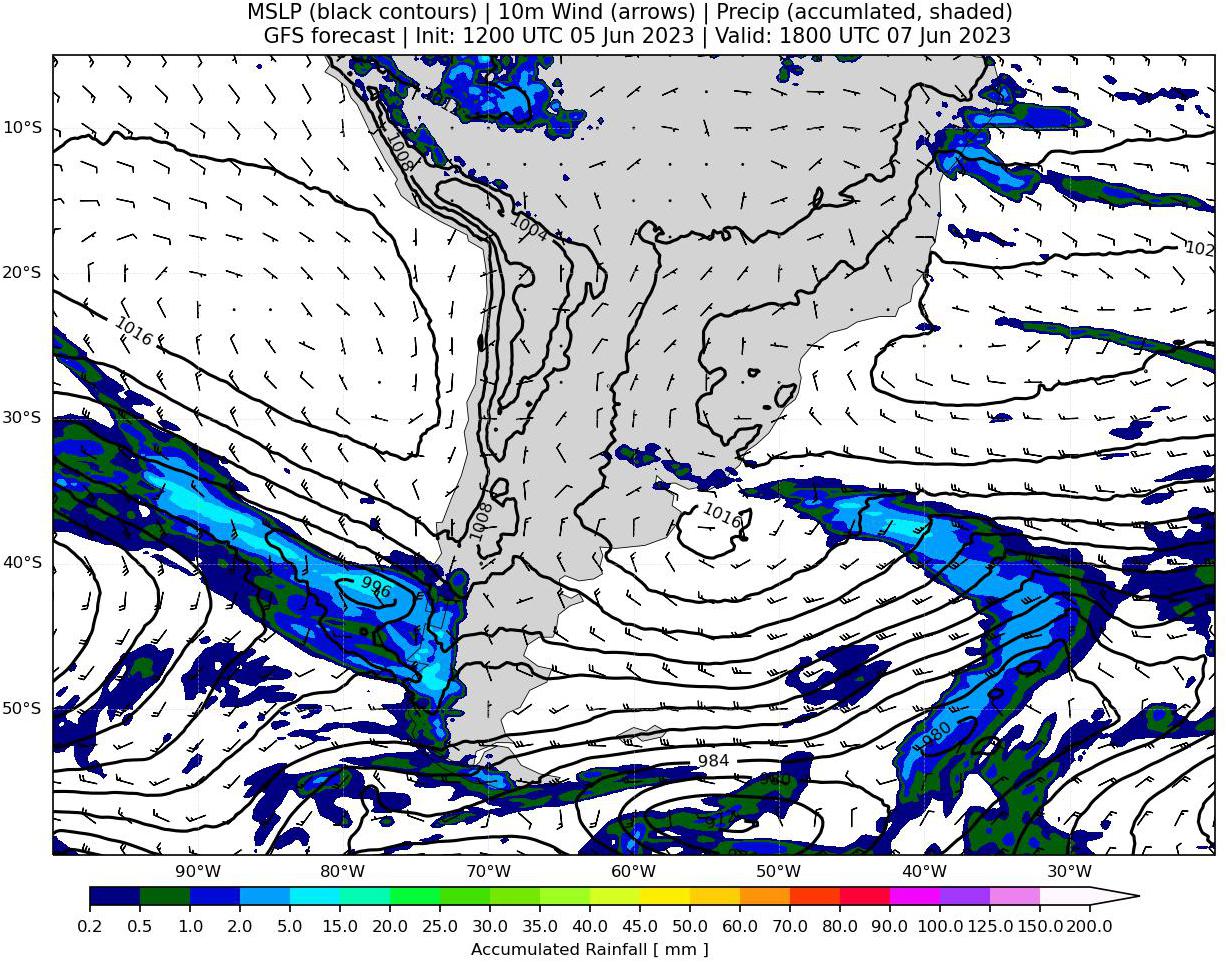 MSLP (black contours) | 10m Wind (arrows) | Precip (accumlated, shaded)
GFS forecast | Init: 1200 UTC 05 Jun 2023 | Valid: 1800 UTC 07 Jun 2023
10°S
1008
1004
20°S
102
1016
30°S
1008
1016
40°S
996
50°S
980
984
90°W 80°W 70°W 60°W 50°W 40°W 30°W
0.2 0.5 1.0 2.0 5.0 10.0 15.0 20.0 25.0 30.0 35.0 40.0 45.0 50.0 60.0 70.0 80.0 90.0 100.0 125.0 150.0 200.0
Accumulated Rainfall [ mm ]